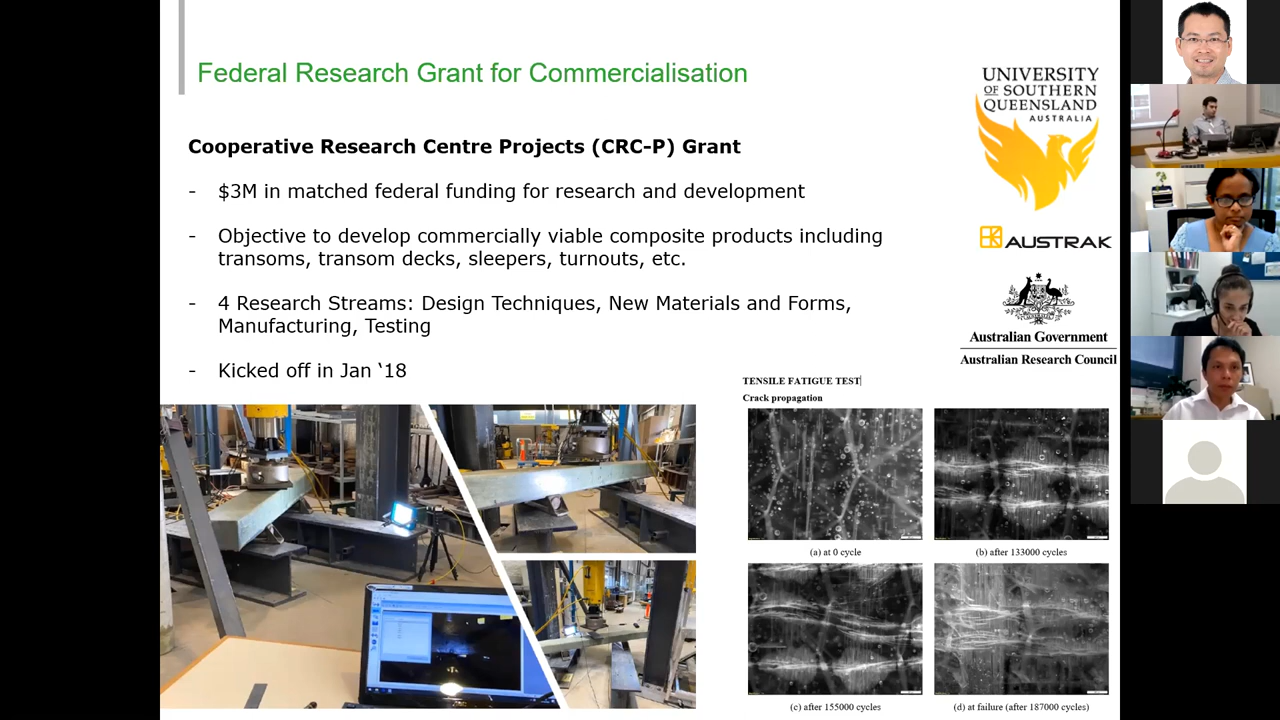 Federal Research Grant for Commercialisation
Cooperative Research Centre Projects (CRC-P) Grant
- $3M in matched federal funding for research and development
- Objective to develop commercially viable composite products including
transoms, transom decks, sleepers, turnouts, etc.
- 4 Research Streams: Design Techniques, New Materials and Forms,
Manufacturing, Testing
- Kicked off in Jan ‘18
UNIVERSITY
OF SOUTHERN
QUEENSLAND
AUSTRALIA
AUSTRAK
Australian Government
Australian Research Council
TENSILE FATIGUE TEST
Crack propagation
(a) at 0 cycle
(b) after 133000 cycles
(c) after 155000 cycles
(d) at failure (after 187000 cycles)